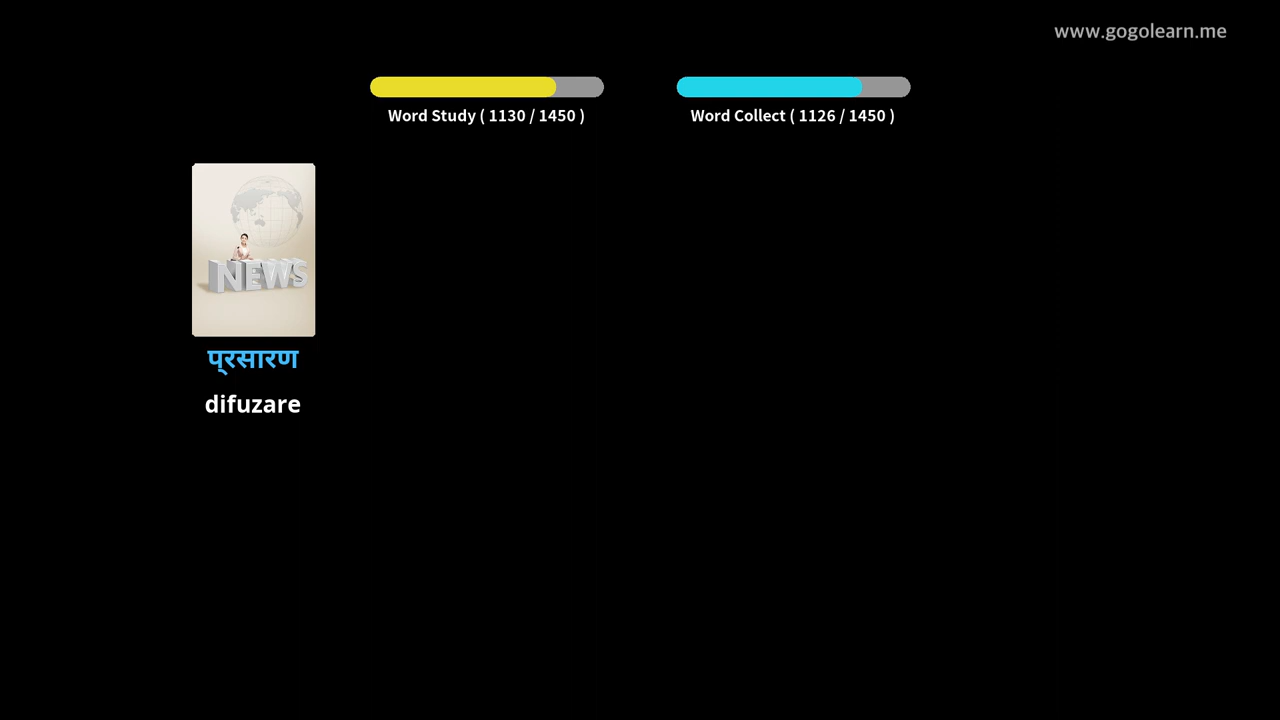 www.gogolearn.me
Word Study ( 1130 / 1450 )
Word Collect ( 1126 / 1450 )
NEWS
प्रसारण
difuzare